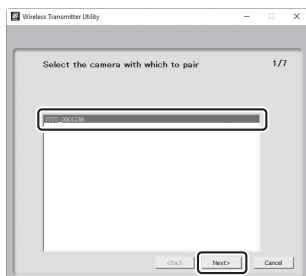 Wireless Transmitter Utility
Select the camera with which to pair
1/7
<Back
Next>
Cancel